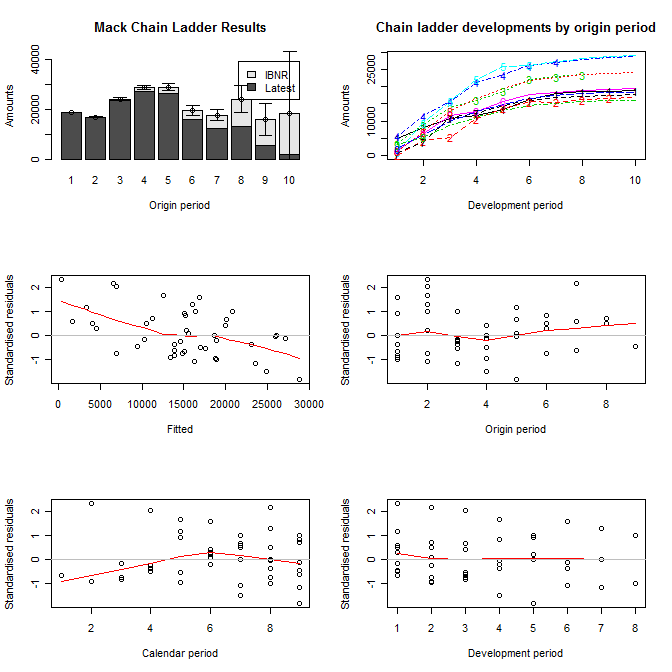 Mack Chain Ladder Results
Amounts
0
20000
40000
IBNR
Latest
1 2 3 4 5 6 7 8 9 10
Origin period
Chain ladder developments by origin period
Amounts
0
10000
25000
2 4 6 8 10
Development period
Standardised residuals
-1 0 1 2
0 5000 10000 15000 20000 25000 30000
Fitted
Standardised residuals
-1 0 1 2
2 4 6 8
Origin period
Standardised residuals
-1 0 1 2
2 4 6 8
Calendar period
Standardised residuals
-1 0 1 2
1 2 3 4 5 6 7 8
Development period